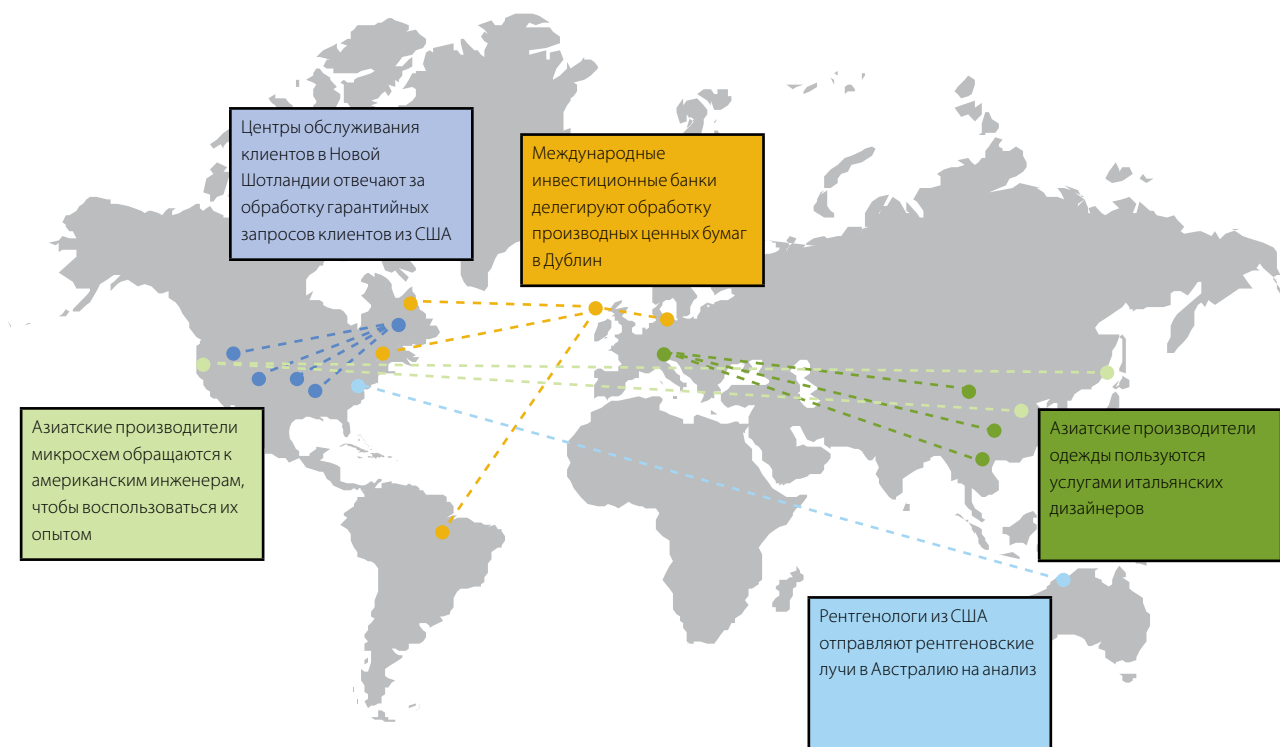 Центры обслуживания
клиентов в Новой
Шотландии отвечают за
обработку гарантийных
запросов клиентов из США
Международные
инвестиционные банки
делегируют обработку
производных ценных бумаг
в Дублин
Азиатские производители
микросхем обращаются к
американским инженерам,
чтобы воспользоваться их
опытом
Азиатские производители
одежды пользуются
услугами итальянских
дизайнеров
Рентгенологи из США
отправляют рентгеновские
лучи в Австралию на анализ